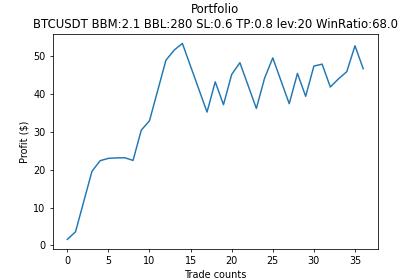 Portfolio
BTCUSDT BBM:2.1 BBL:280 SL:0.6 TP:0.8 lev:20 WinRatio:68.0
50
40
30
20
10
0
Profit ($)
0 5 10 15 20 25 30 35
Trade counts